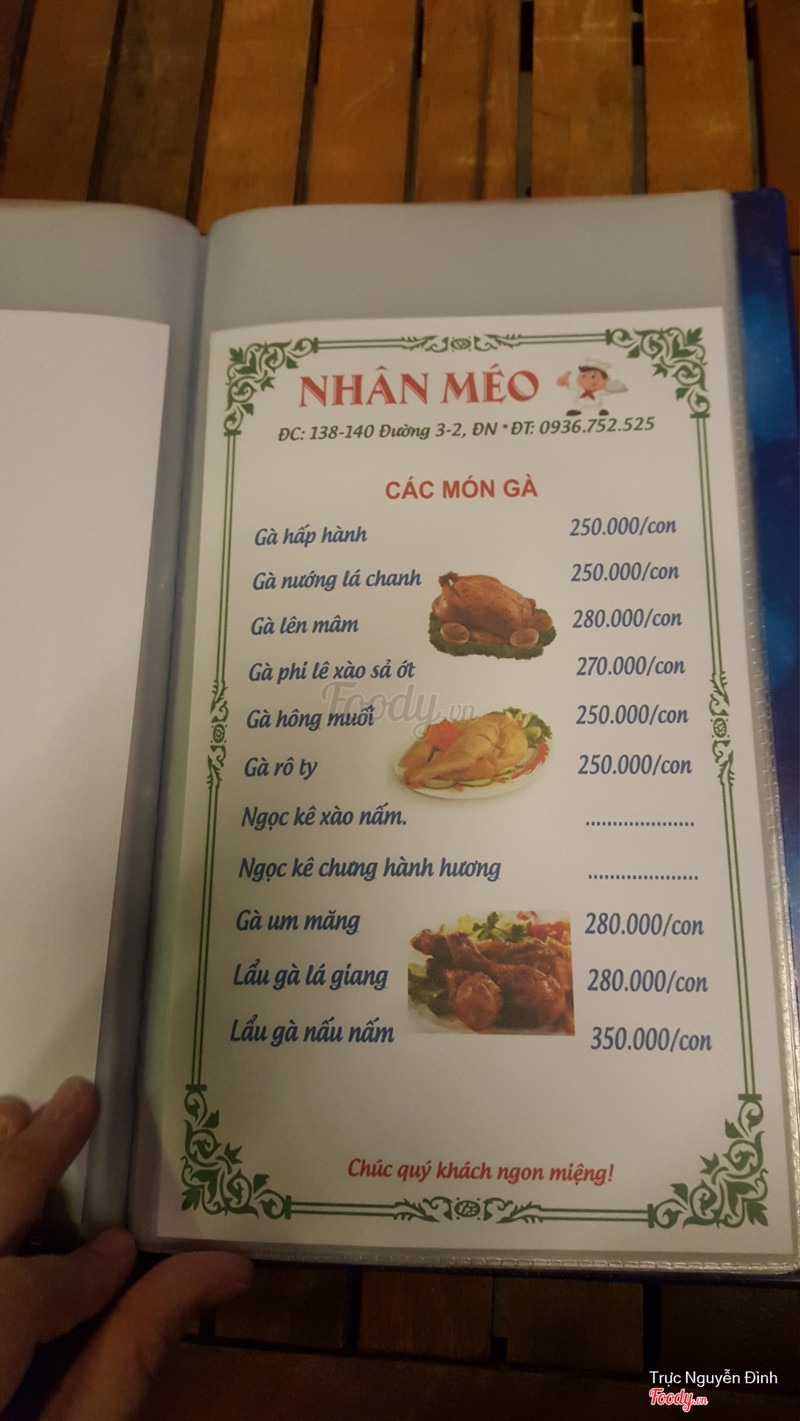 NHÂN MÉO
ĐC: 138-140 Đường 3-2, ĐN *ĐT: 0936.752.525
CÁC MÓN GÀ
Gà hấp hành 250.000/con
Gà nướng lá chanh 250.000/con
Gà lên mâm 280.000/con
Gà phi lê xào sả ớt 270.000/con
Foody.vn
Gà hông muối 250.000/con
Gà rô ty 250.000/con
Ngọc kê xào nấm. ....................
Ngọc kê chưng hành hương ....................
Gà um măng 280.000/con
Lẩu gà lá giang 280.000/con
Lẩu gà nấu nấm 350.000/con
Chúc quý khách ngon miệng!
Trực Nguyễn Đình
Foody.vn